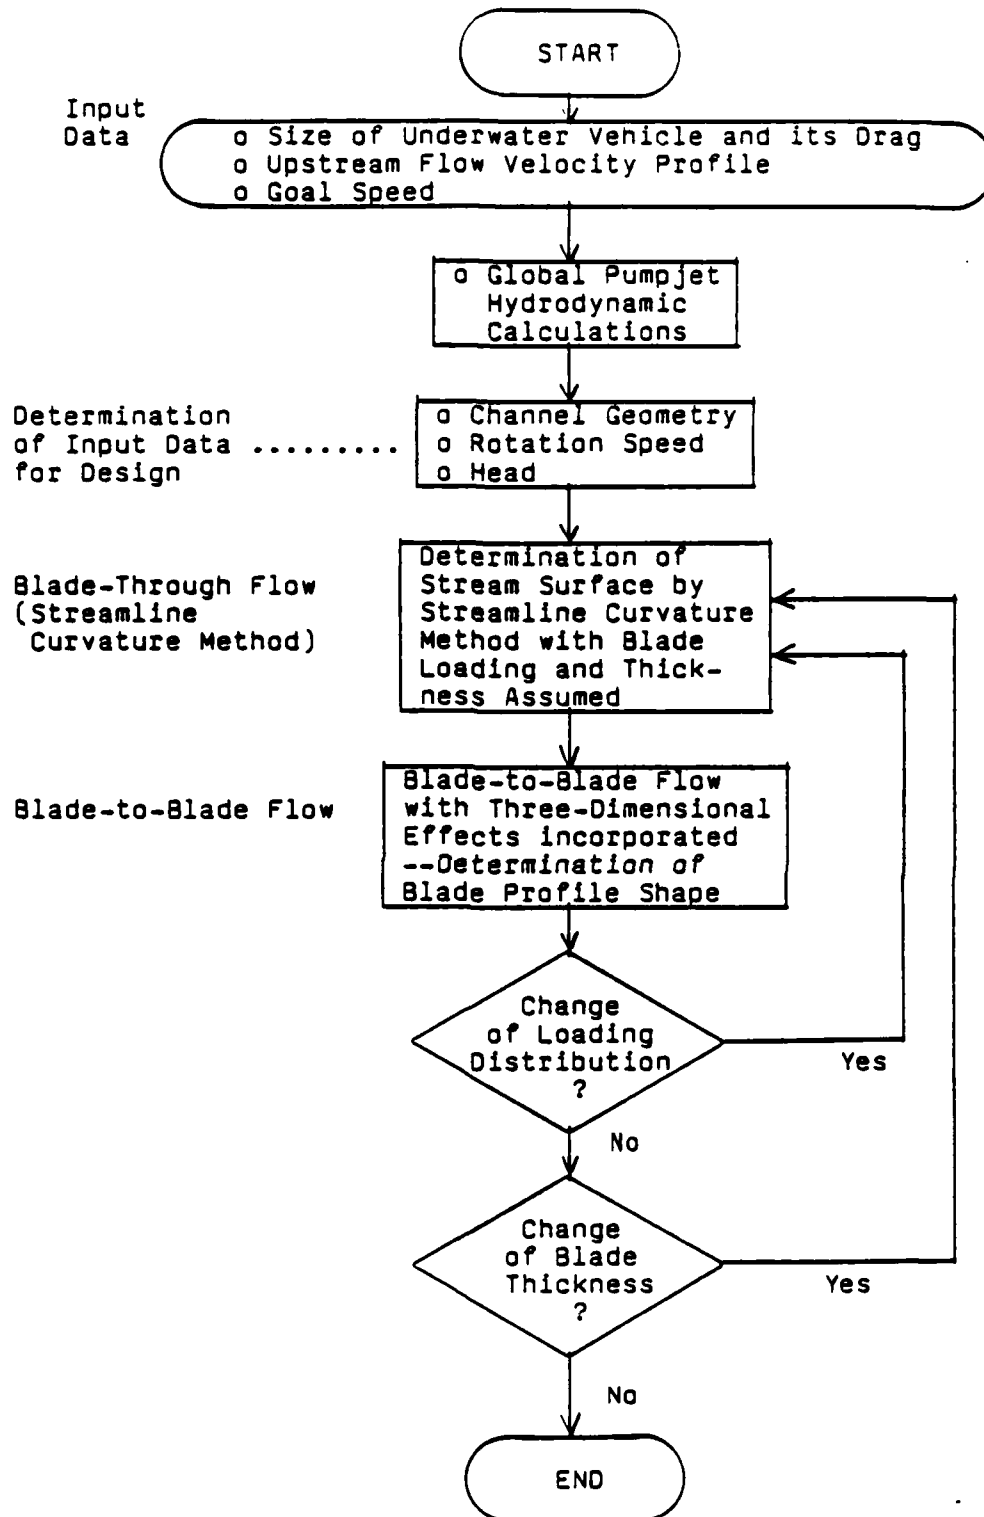 START
Input
Data
o Size of Underwater Vehicle and its Drag
o Upstream Flow Velocity Profile
o Goal Speed
o Global Pumpjet
Hydrodynamic
Calculations
Determination
of Input Data .........
for Design
o Channel Geometry
o Rotation Speed
o Head
Blade-Through Flow
(Streamline
Curvature Method)
Determination of
Stream Surface by
Streamline Curvature
Method with Blade
Loading and Thick-
ness Assumed
Blade-to-Blade Flow
Blade-to-Blade Flow
with Three-Dimensional
Effects incorporated
--Determination of
Blade Profile Shape
Change
of Loading
Distribution
?
Yes
No
Change
of Blade
Thickness
?
Yes
No
END